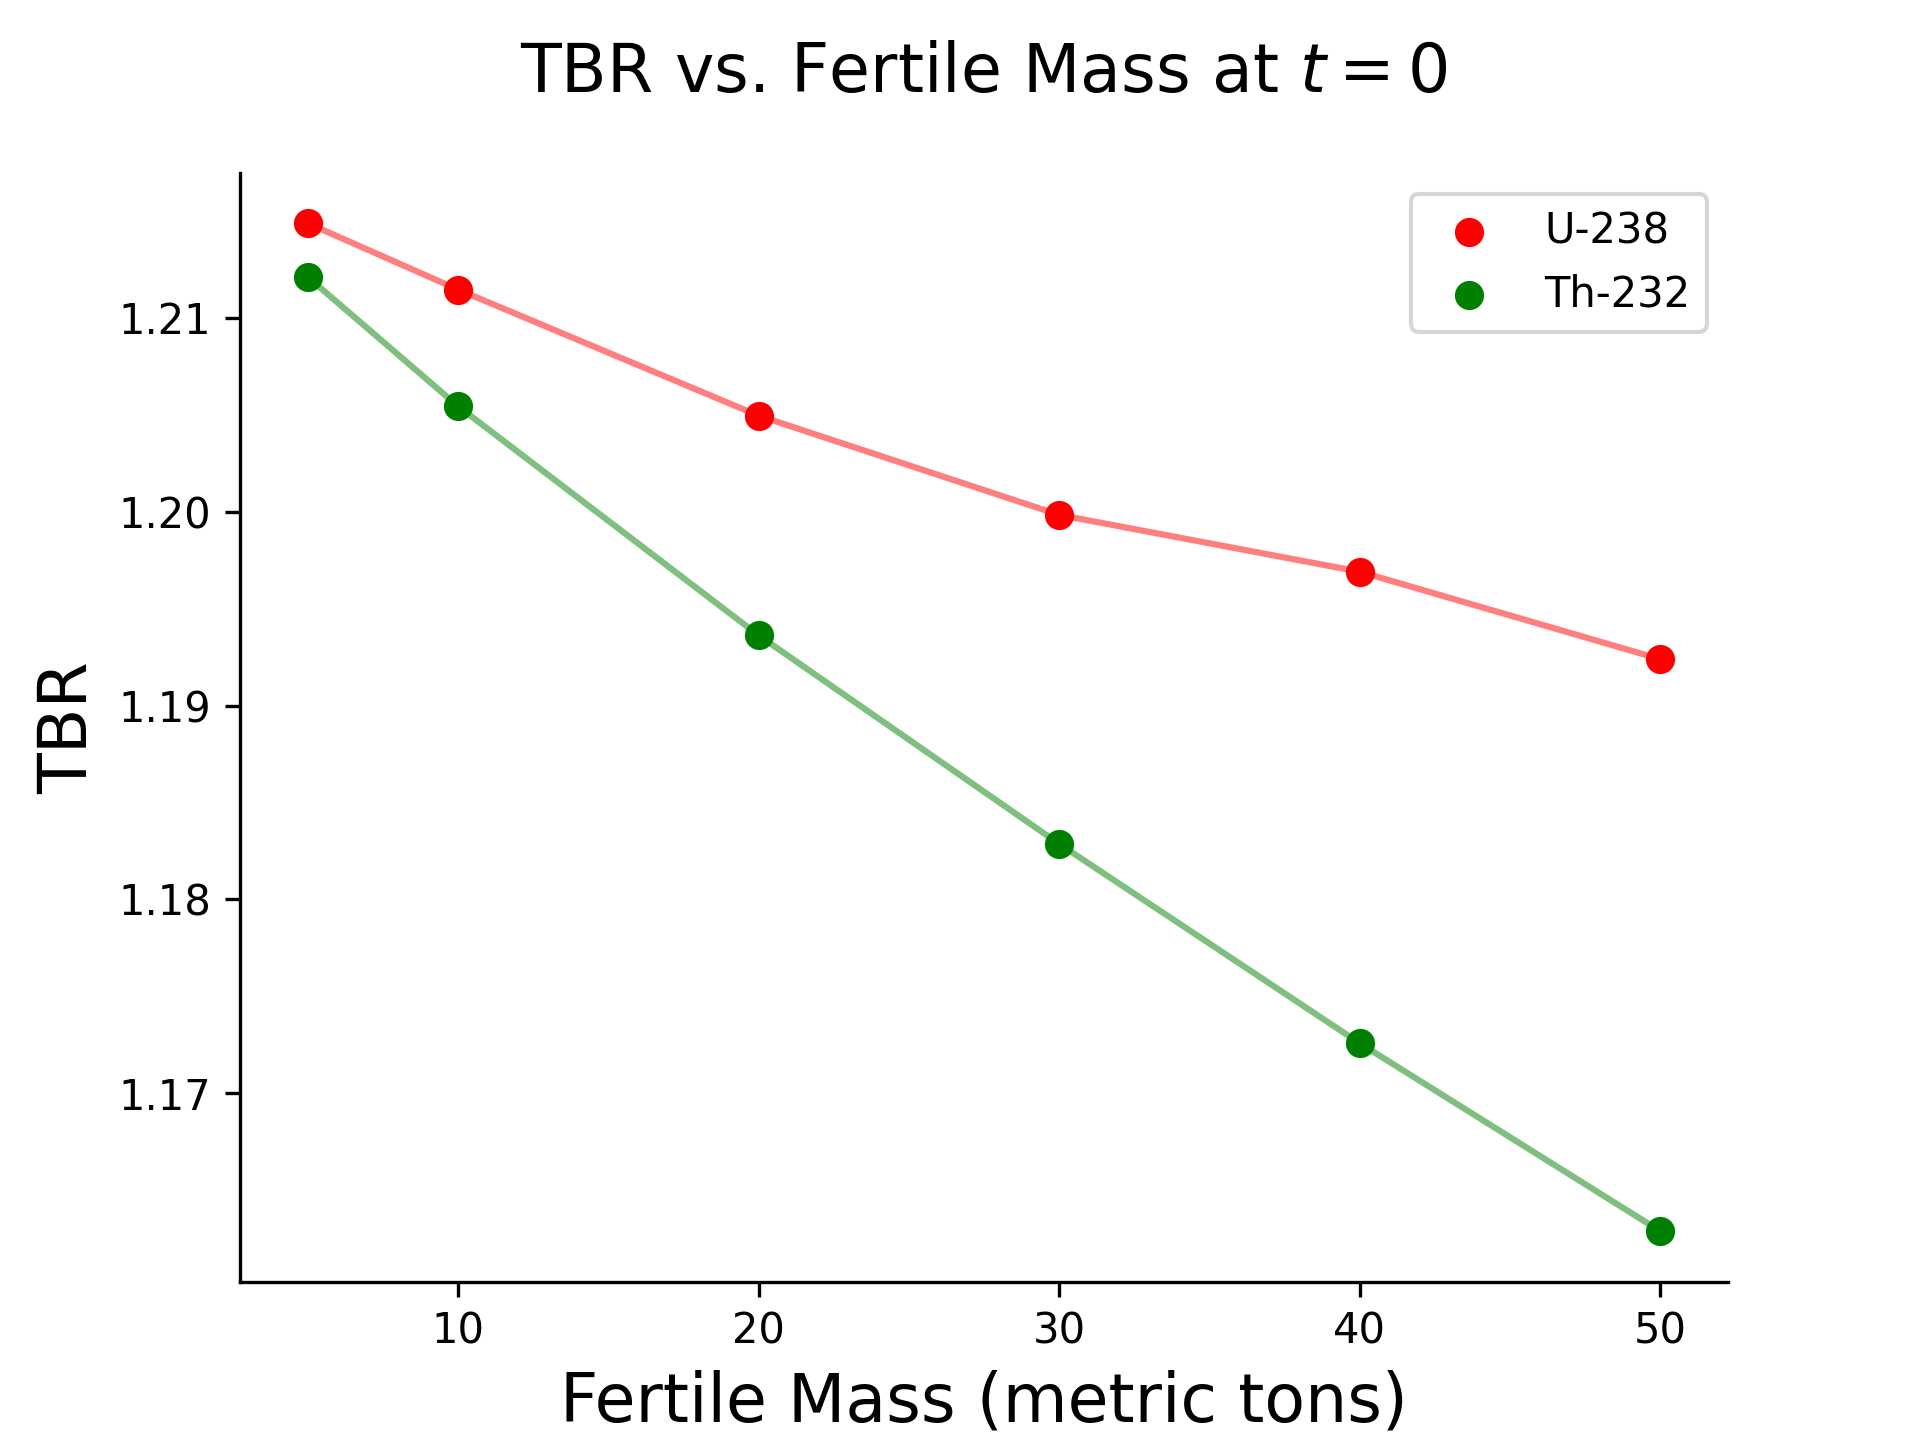 TBR vs. Fertile Mass at t = 0
U-238
Th-232
TBR
1.21
1.20
1.19
1.18
1.17
10 20 30 40 50
Fertile Mass (metric tons)